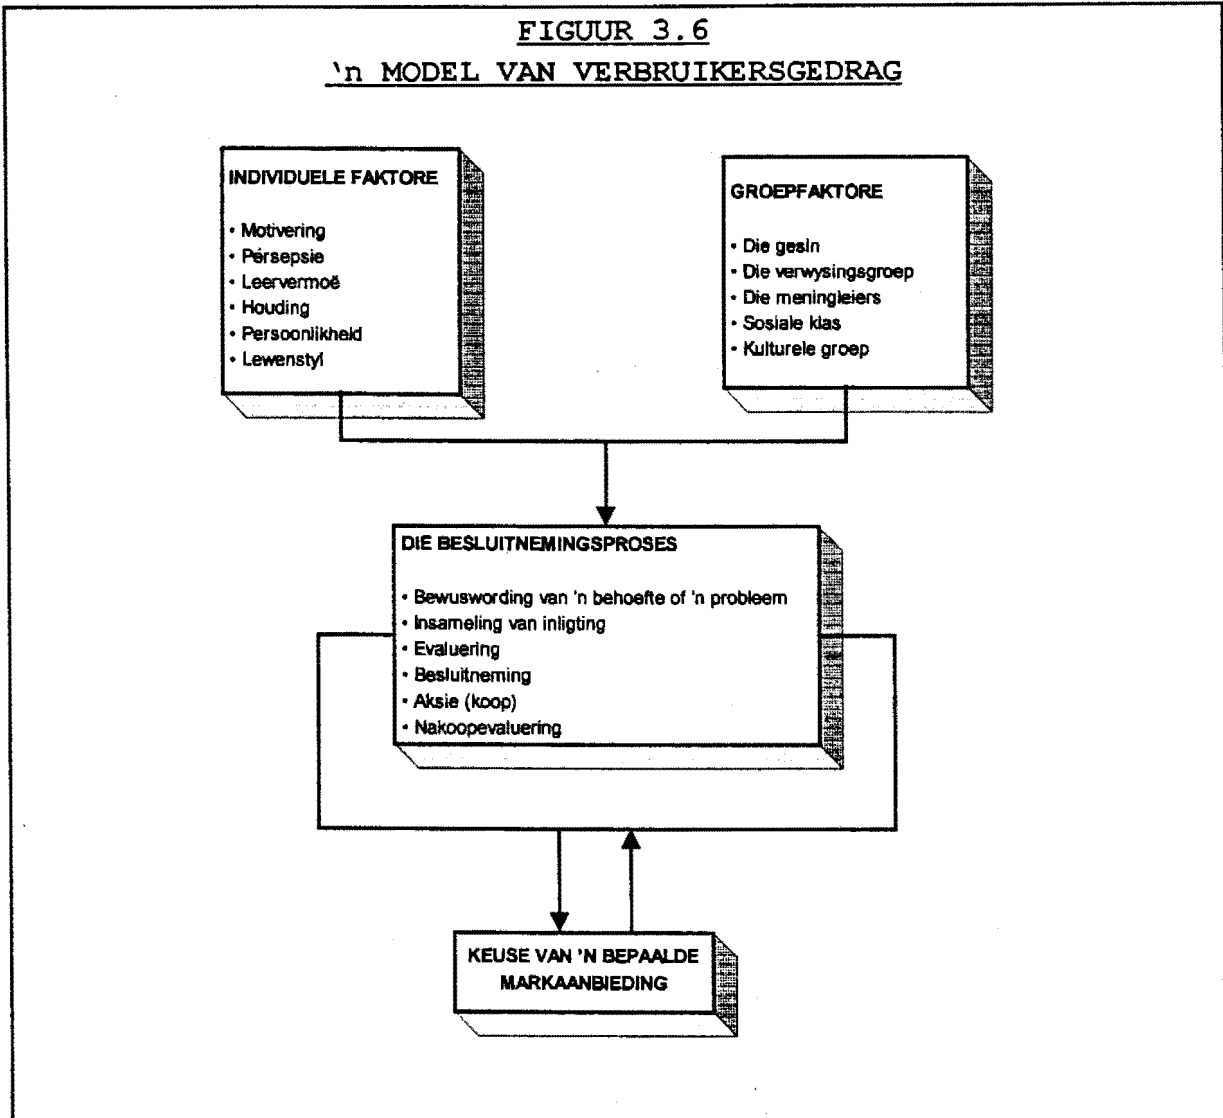 FIGUUR 3.6
'n MODEL VAN VERBRUIKERSGEDRAG
INDIVIDUELE FAKTORE
• Motivering
• Persepsie
• Leervermoë
• Houding
• Persoonlikheid
• Lewenstyl
GROEPFAKTORE
• Die gesin
• Die verwysingsgroep
• Die meningleiers
• Sosiale klas
• Kulturele groep
DIE BESLUITNEMINGSPROSES
• Bewuswording van 'n behoefte of 'n probleem
• Insameling van inligting
• Evaluering
• Besluitneming
• Aksie (koop)
• Nakoopevaluering
KEUSE VAN 'N BEPAALDE
MARKAANBIEDING